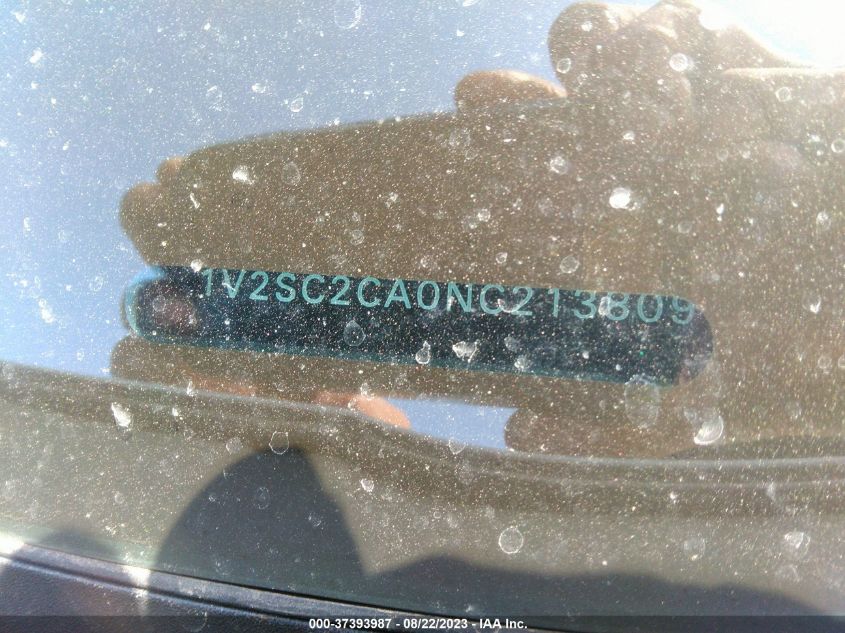 1V2SC2CA0NC213809
000-37393987 - 08/22/2023 - IAA Inc.